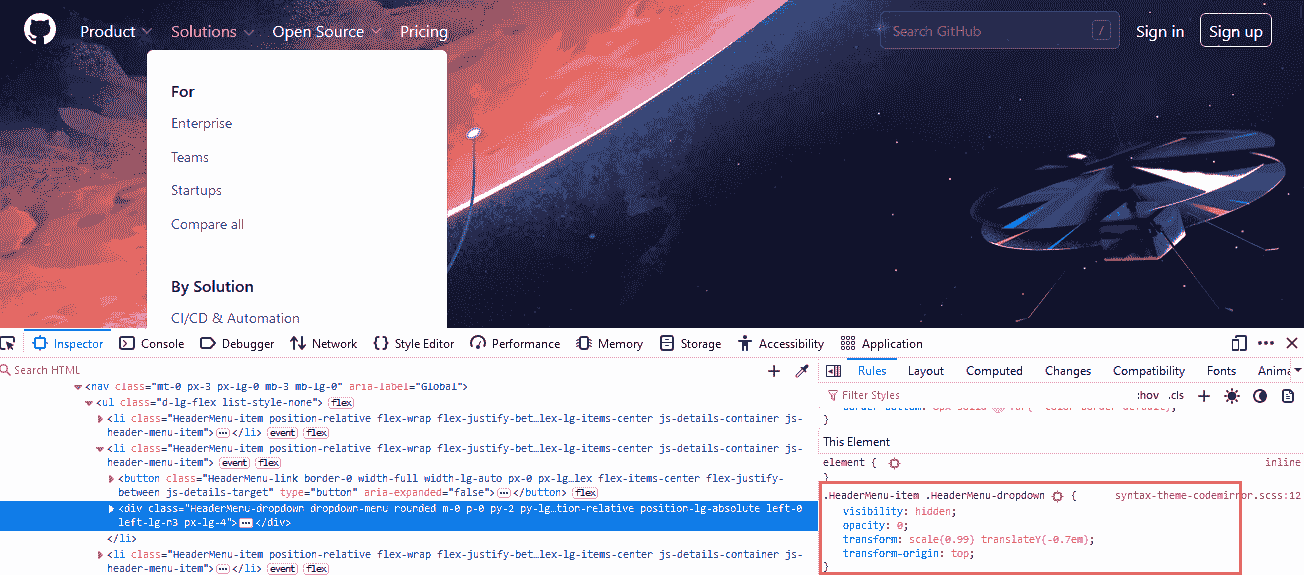 Product Solutions Open Source Pricing Search GitHub / Sign in Sign up
For
Enterprise
Teams
Startups
Compare all
By Solution
CI/CD & Automation
Inspector Console Debugger Network {} Style Editor Performance Memory Storage Accessibility Application
Search HTML
<nav class="mt-0 px-3 px-lg-0 mb-3 mb-lg-0" aria-label="Global">
<ul class="d-lg-flex list-style-none"> flex
<li class="HeaderMenu-item position-relative flex-wrap flex-justify-bet…lex-lg-items-center js-details-container js-
header-menu-item"> … </li> event flex
<li class="HeaderMenu-item position-relative flex-wrap flex-justify-bet…lex-lg-items-center js-details-container js-
header-menu-item"> event flex
<button class="HeaderMenu-link border-0 width-full width-lg-auto px-0 px-lg…lex flex-items-center flex-justify-
between js-details-target" type="button" aria-expanded="false"> … </button> flex
<div class="HeaderMenu-dropdown dropdown-menu rounded m-0 p-0 py-2 py-lg…tion-relative position-lg-absolute left-0
left-lg-n3 px-lg-4"> … </div>
</li>
<li class="HeaderMenu-item position-relative flex-wrap flex-justify-bet…lex-lg-items-center js-details-container js-
header-menu-item"> … </li> event flex
Rules Layout Computed Changes Compatibility Fonts Anima
Filter Styles :hov .cls +
}
This Element
element { inline
}
.HeaderMenu-item .HeaderMenu-dropdown { syntax-theme-codemirror.scss:12
visibility: hidden;
opacity: 0;
transform: scale(0.99) translateY(-0.7em);
transform-origin: top;
}